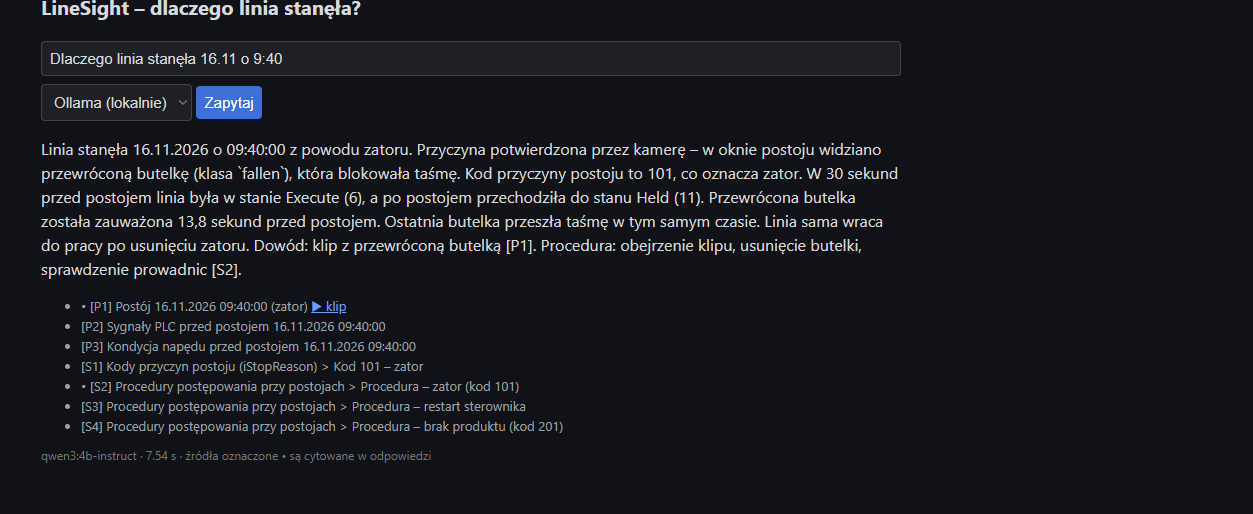 LineSight – dlaczego linia stanęła?
Dlaczego linia stanęła 16.11 o 9:40
Ollama (lokalnie) Zapytaj
Linia stanęła 16.11.2026 o 09:40:00 z powodu zatoru. Przyczyna potwierdzona przez kamerę – w oknie postoju widziano
przewróconą butelkę (klasa `fallen`), która blokowała taśmę. Kod przyczyny postoju to 101, co oznacza zator. W 30 sekund
przed postojem linia była w stanie Execute (6), a po postojem przechodziła do stanu Held (11). Przewrócona butelka
została zauważona 13,8 sekund przed postojem. Ostatnia butelka przeszła taśmę w tym samym czasie. Linia sama wraca
do pracy po usunięciu zatoru. Dowód: klip z przewróconą butelką [P1]. Procedura: obejrzenie klipu, usunięcie butelki,
sprawdzenie prowadnic [S2].
• • [P1] Postój 16.11.2026 09:40:00 (zator) ▶ klip
• [P2] Sygnały PLC przed postojem 16.11.2026 09:40:00
• [P3] Kondycja napędu przed postojem 16.11.2026 09:40:00
• [S1] Kody przyczyn postoju (iStopReason) > Kod 101 – zator
• • [S2] Procedury postępowania przy postojach > Procedura – zator (kod 101)
• [S3] Procedury postępowania przy postojach > Procedura – restart sterownika
• [S4] Procedury postępowania przy postojach > Procedura – brak produktu (kod 201)
qwen3:4b-instruct · 7.54 s · źródła oznaczone • są cytowane w odpowiedzi